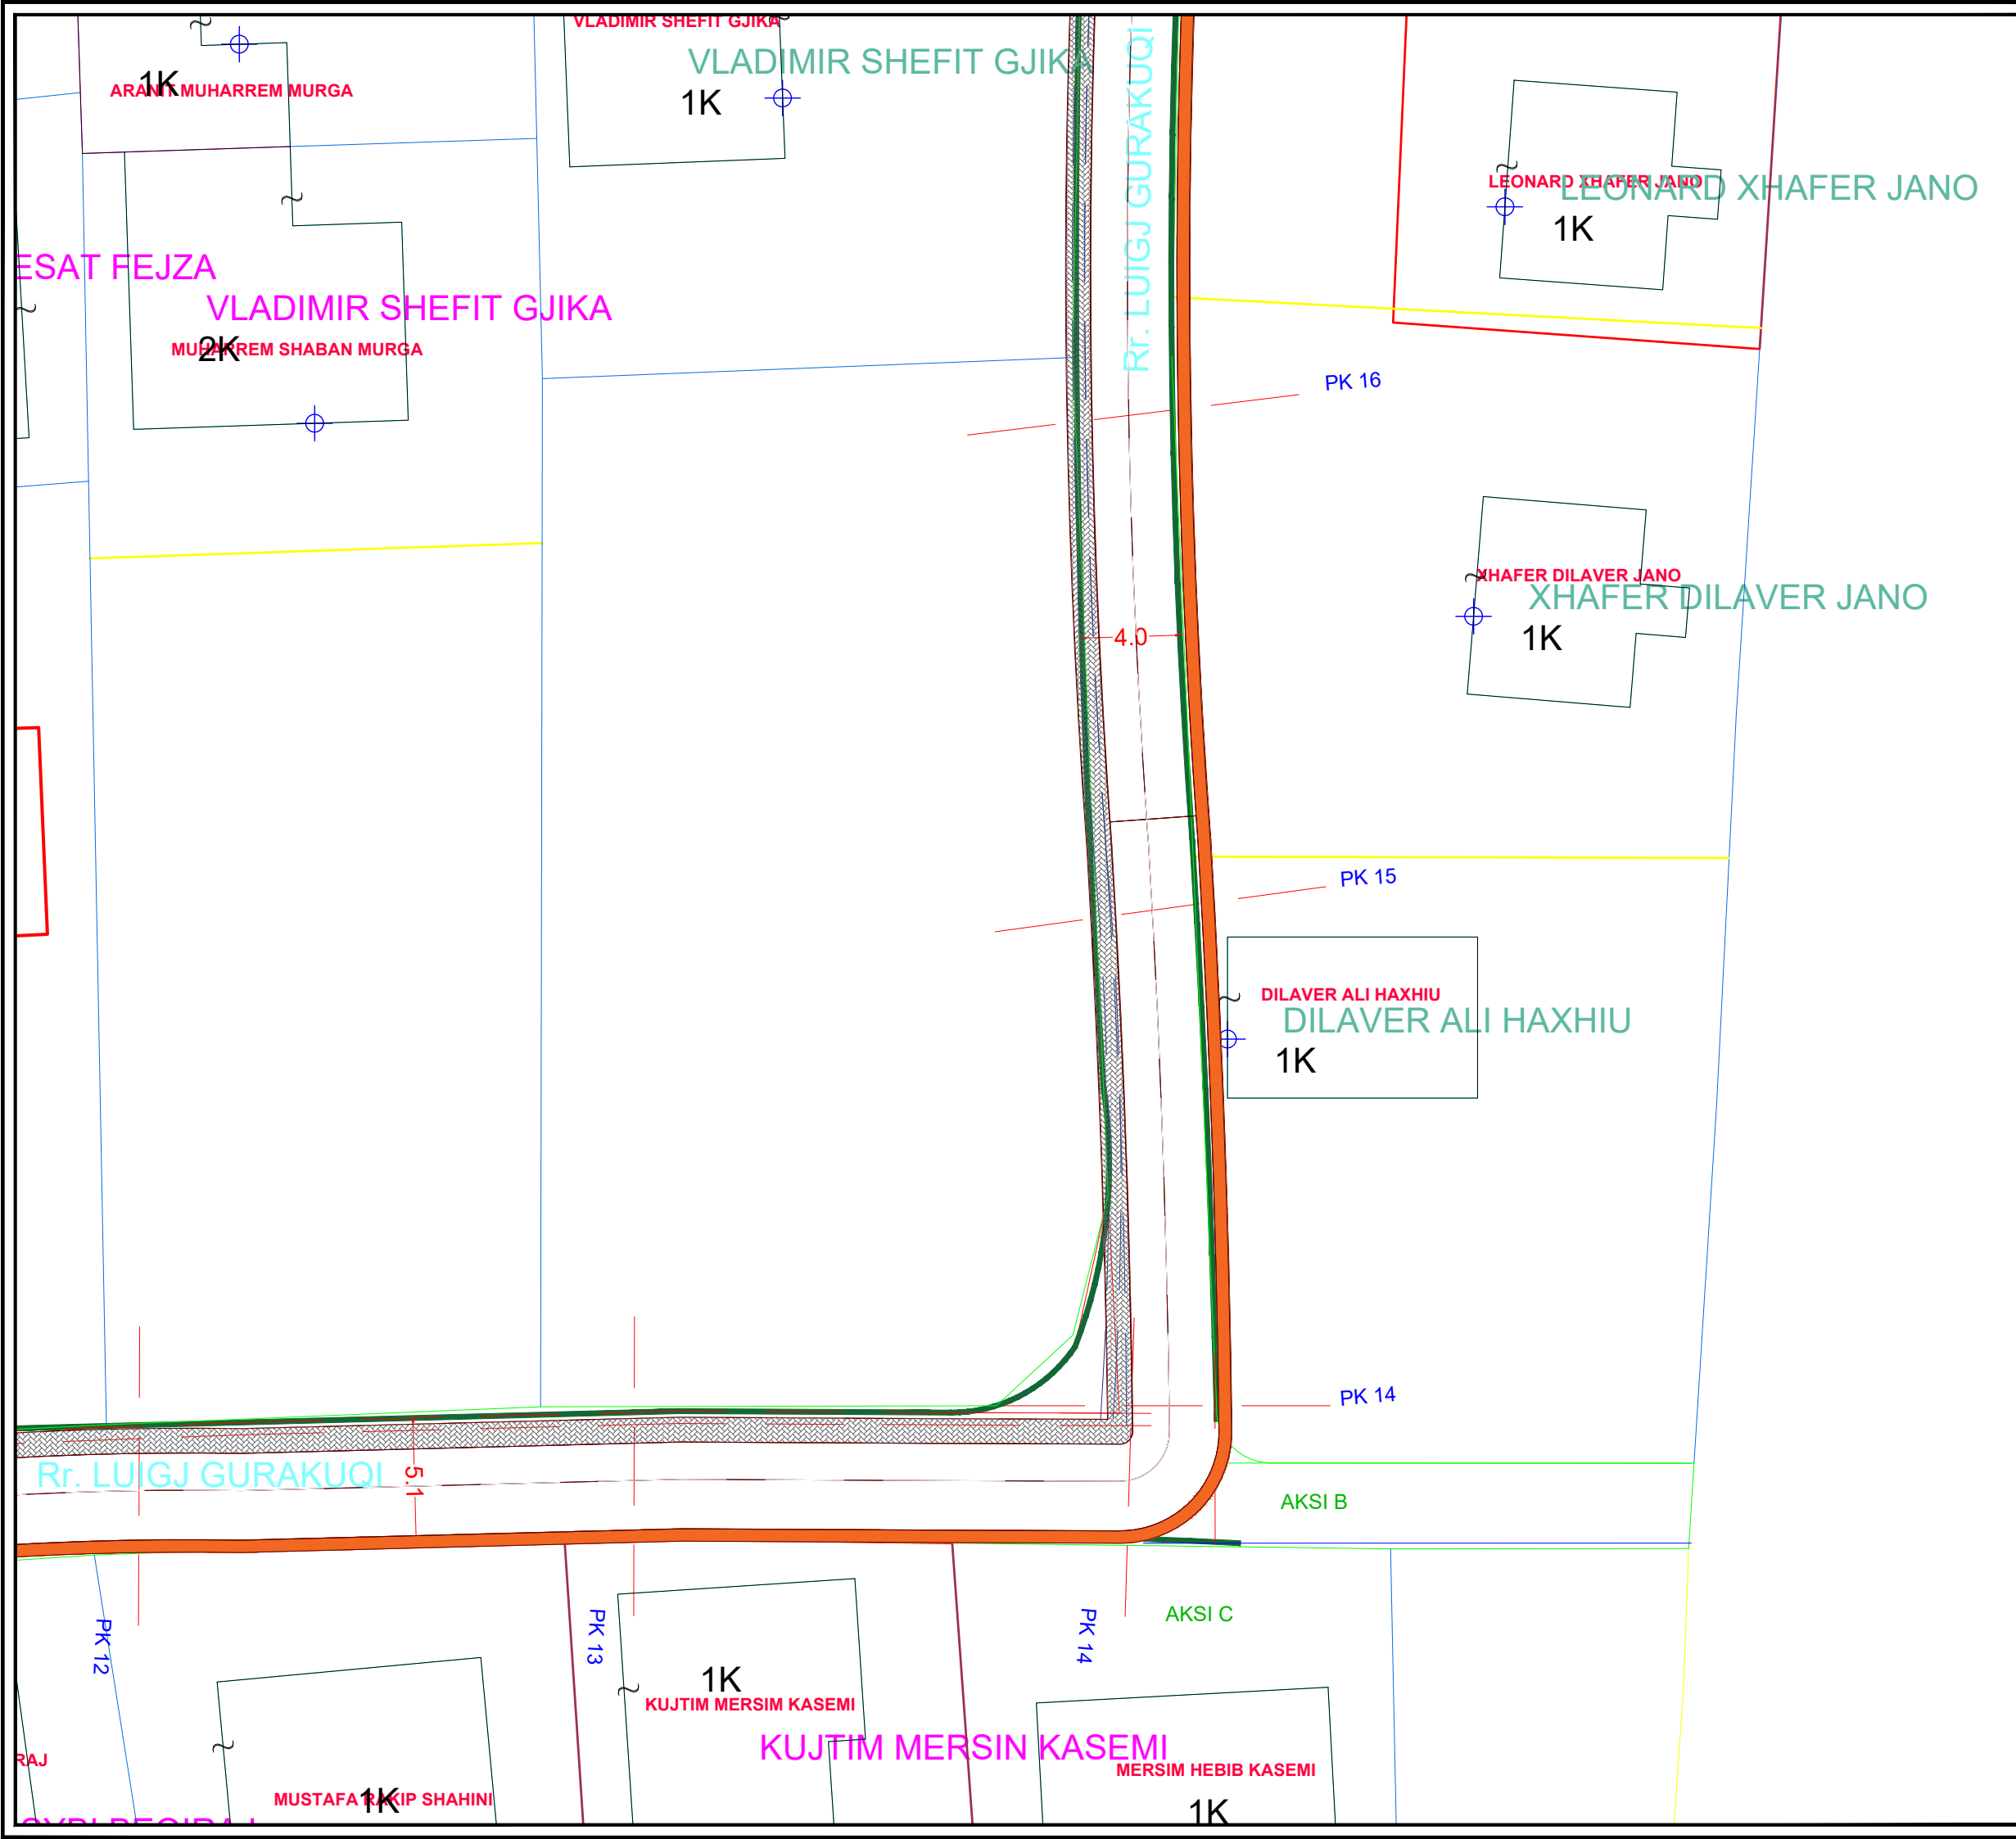 VLADIMIR SHEFIT GJIKA
VLADIMIR SHEFIT GJIKA
1K
1K
MUHARREM MURGA
Rr. LUIGJ GURAKUQI
LEONARD XHAFER JANO
LEONARD XHAFER JANO
1K
ESAT FEJZA
VLADIMIR SHEFIT GJIKA
2K
MUHARREM SHABAN MURGA
PK 16
XHAFER DILAVER JANO
XHAFER DILAVER JANO
1K
4.0
PK 15
DILAVER ALI HAXHIU
DILAVER ALI HAXHIU
1K
PK 14
Rr. LUIGJ GURAKUQI
5.1
AKSI B
AKSI C
PK 12
PK 13
PK 14
1K
KUJTIM MERSIM KASEMI
KUJTIM MERSIN KASEMI
RAJ
MERSIM HEBIB KASEMI
MUSTAFA RAKIP SHAHINI
1K
1K